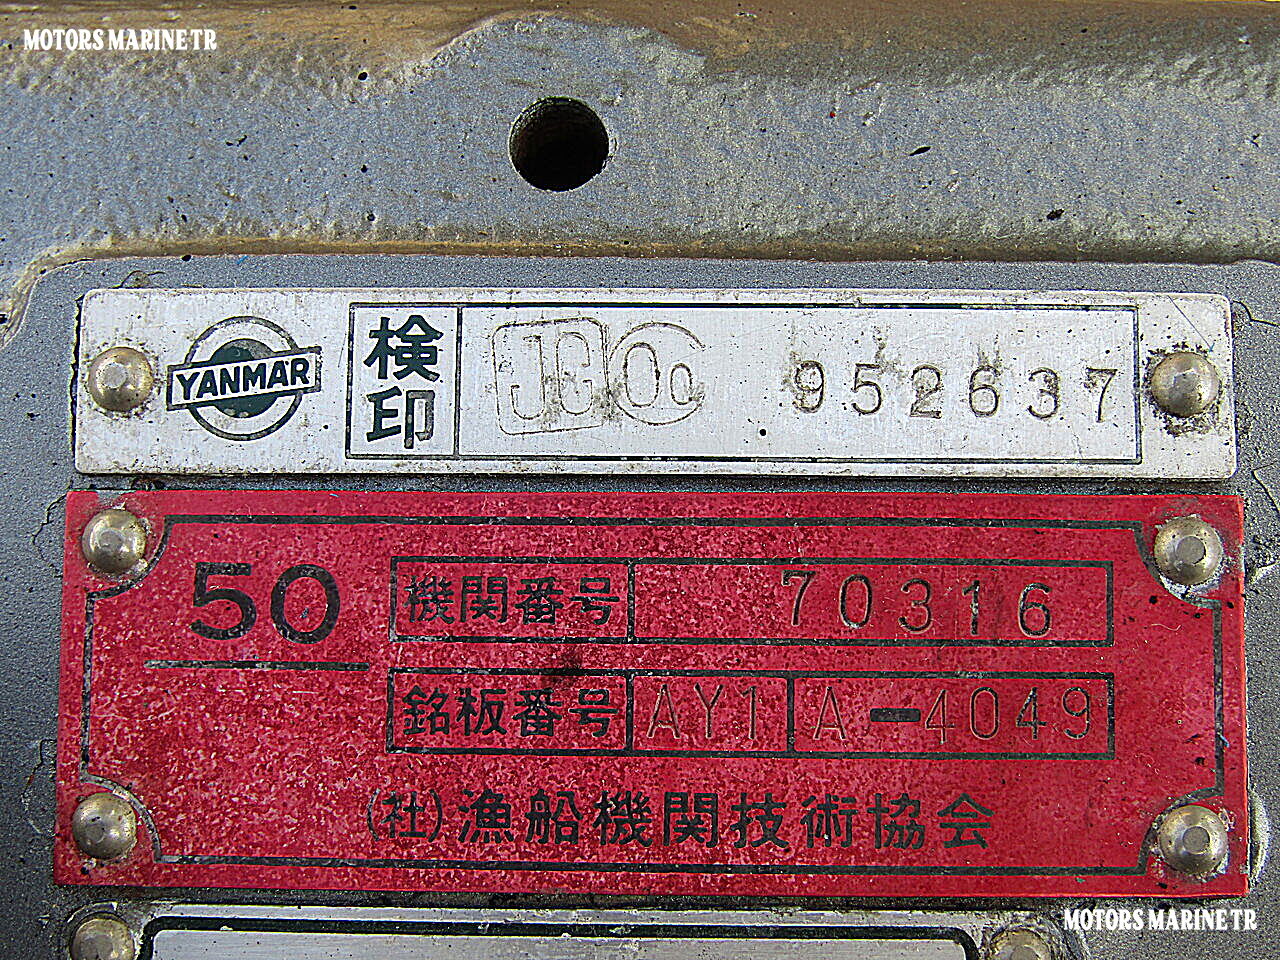 MOTORS MARINE TR
YANMAR
検印
JG 952637
50
機関番号 70316
銘板番号 AY1 A-4049
(社)漁船機関技術協会
MOTORS MARINE TR